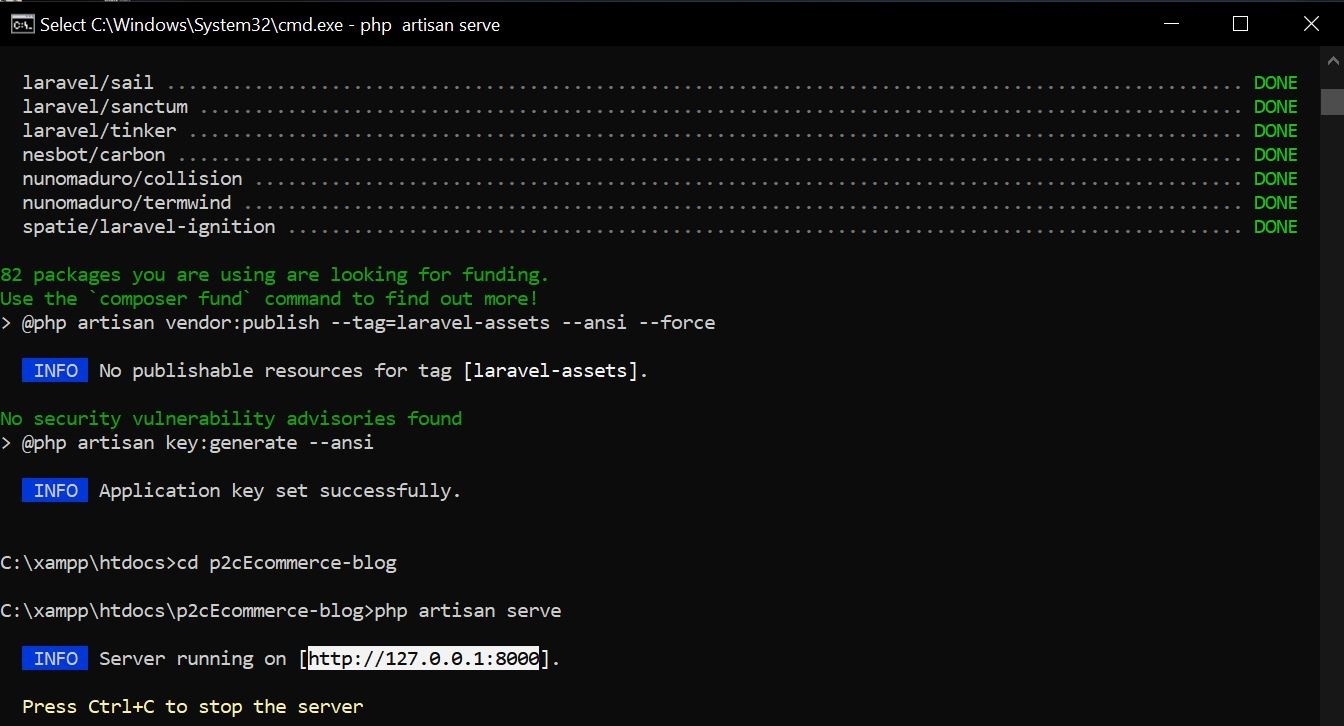 Select C:\Windows\System32\cmd.exe - php  artisan serve
laravel/sail .................................................................................................. DONE
laravel/sanctum ............................................................................................... DONE
laravel/tinker ................................................................................................ DONE
nesbot/carbon ................................................................................................. DONE
nunomaduro/collision .......................................................................................... DONE
nunomaduro/termwind ........................................................................................... DONE
spatie/laravel-ignition ....................................................................................... DONE
82 packages you are using are looking for funding.
Use the `composer fund` command to find out more!
> @php artisan vendor:publish --tag=laravel-assets --ansi --force
INFO No publishable resources for tag [laravel-assets].
No security vulnerability advisories found
> @php artisan key:generate --ansi
INFO Application key set successfully.
C:\xampp\htdocs>cd p2cEcommerce-blog
C:\xampp\htdocs\p2cEcommerce-blog>php artisan serve
INFO Server running on [http://127.0.0.1:8000].
Press Ctrl+C to stop the server